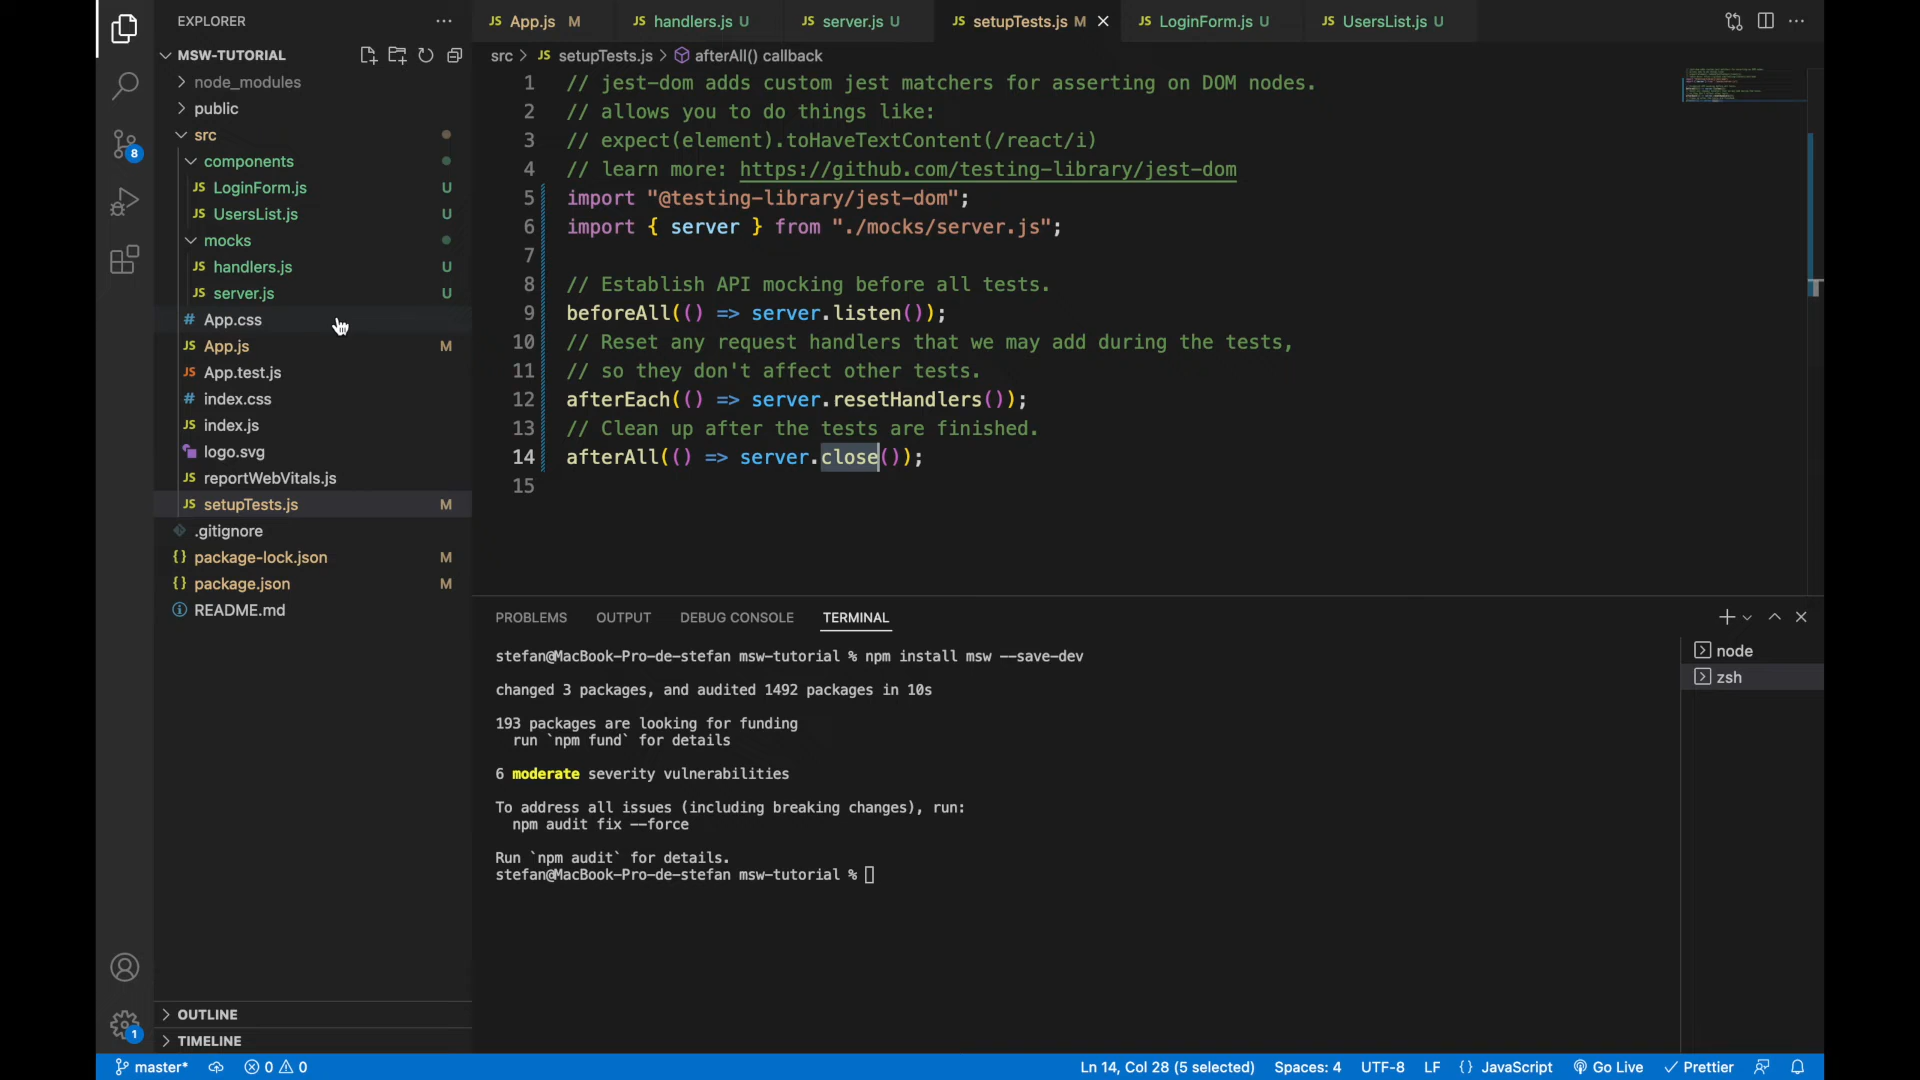 EXPLORER
MSW-TUTORIAL
node_modules
public
src
components
JS LoginForm.js U
JS UsersList.js U
mocks
JS handlers.js U
JS server.js U
# App.css
JS App.js M
JS App.test.js
# index.css
JS index.js
logo.svg
JS reportWebVitals.js
JS setupTests.js M
.gitignore
{} package-lock.json M
{} package.json M
README.md
OUTLINE
TIMELINE
8
1
JS App.js M
JS handlers.js U
JS server.js U
JS setupTests.js M
JS LoginForm.js U
JS UsersList.js U
src > JS setupTests.js > afterAll() callback
1 // jest-dom adds custom jest matchers for asserting on DOM nodes.
2 // allows you to do things like:
3 // expect(element).toHaveTextContent(/react/i)
4 // learn more: https://github.com/testing-library/jest-dom
5 import "@testing-library/jest-dom";
6 import { server } from "./mocks/server.js";
7
8 // Establish API mocking before all tests.
9 beforeAll(() => server.listen());
10 // Reset any request handlers that we may add during the tests,
11 // so they don't affect other tests.
12 afterEach(() => server.resetHandlers());
13 // Clean up after the tests are finished.
14 afterAll(() => server.close());
15
PROBLEMS OUTPUT DEBUG CONSOLE TERMINAL
stefan@MacBook-Pro-de-stefan msw-tutorial % npm install msw --save-dev
changed 3 packages, and audited 1492 packages in 10s
193 packages are looking for funding
run `npm fund` for details
6 moderate severity vulnerabilities
To address all issues (including breaking changes), run:
npm audit fix --force
Run `npm audit` for details.
stefan@MacBook-Pro-de-stefan msw-tutorial %
node
zsh
master* 0 0 Ln 14, Col 28 (5 selected) Spaces: 4 UTF-8 LF {} JavaScript Go Live Prettier